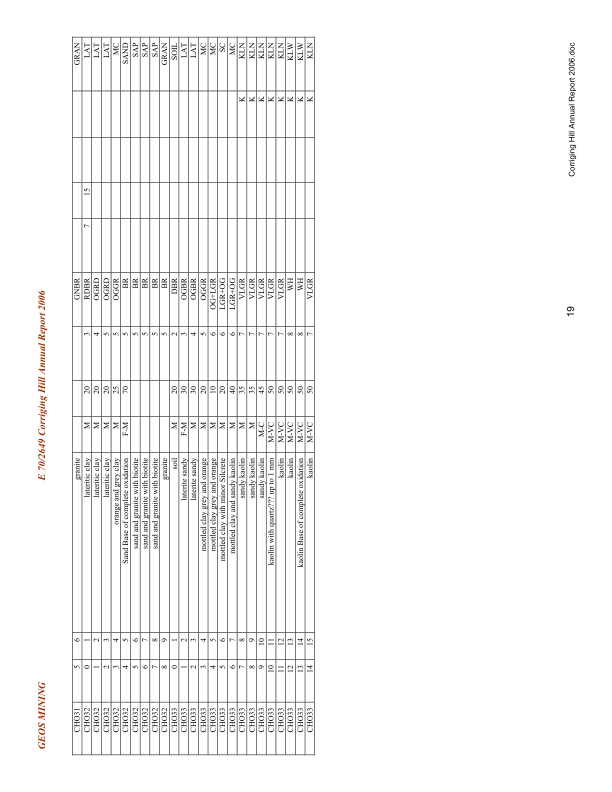 GEOS MINING E 70/2649 Corriging Hill Annual Report 2006
CHO31 5 6 granite GNBR GRAN
CHO32 0 1 lateritic clay M 20 3 RDBR 7 15 LAT
CHO32 1 2 lateritic clay M 20 4 OGRD LAT
CHO32 2 3 lateritic clay M 20 5 OGRD LAT
CHO32 3 4 orange and grey clay M 25 5 OGGR MC
CHO32 4 5 Sand Base of complete oxidation F-M 70 5 BR SAND
CHO32 5 6 sand and granite with biotite 5 BR SAP
CHO32 6 7 sand and granite with biotite 5 BR SAP
CHO32 7 8 sand and granite with biotite 5 BR SAP
CHO32 8 9 granite 5 BR GRAN
CHO33 0 1 soil M 20 2 DBR SOIL
CHO33 1 2 laterite sandy F-M 30 3 OGBR LAT
CHO33 2 3 laterite sandy M 30 4 OGBR LAT
CHO33 3 4 mottled clay grey and orange M 20 5 OGGR MC
CHO33 4 5 mottled clay grey and orange M 10 6 OG+LGR MC
CHO33 5 6 mottled clay with minor Silcrete M 20 6 LGR+OG SC
CHO33 6 7 mottled clay and sandy kaolin M 40 6 LGR+OG MC
CHO33 7 8 sandy kaolin M 35 7 VLGR K KLN
CHO33 8 9 sandy kaolin M 35 7 VLGR K KLN
CHO33 9 10 sandy kaolin M-C 45 7 VLGR K KLN
CHO33 10 11 kaolin with quartz??? up to 1 mm M-VC 50 7 VLGR K KLN
CHO33 11 12 kaolin M-VC 50 7 VLGR K KLN
CHO33 12 13 kaolin M-VC 50 8 WH K KLW
CHO33 13 14 kaolin Base of complete oxidation M-VC 50 8 WH K KLW
CHO33 14 15 kaolin M-VC 50 7 VLGR K KLN
19
Corriging Hill Annual Report 2006.doc